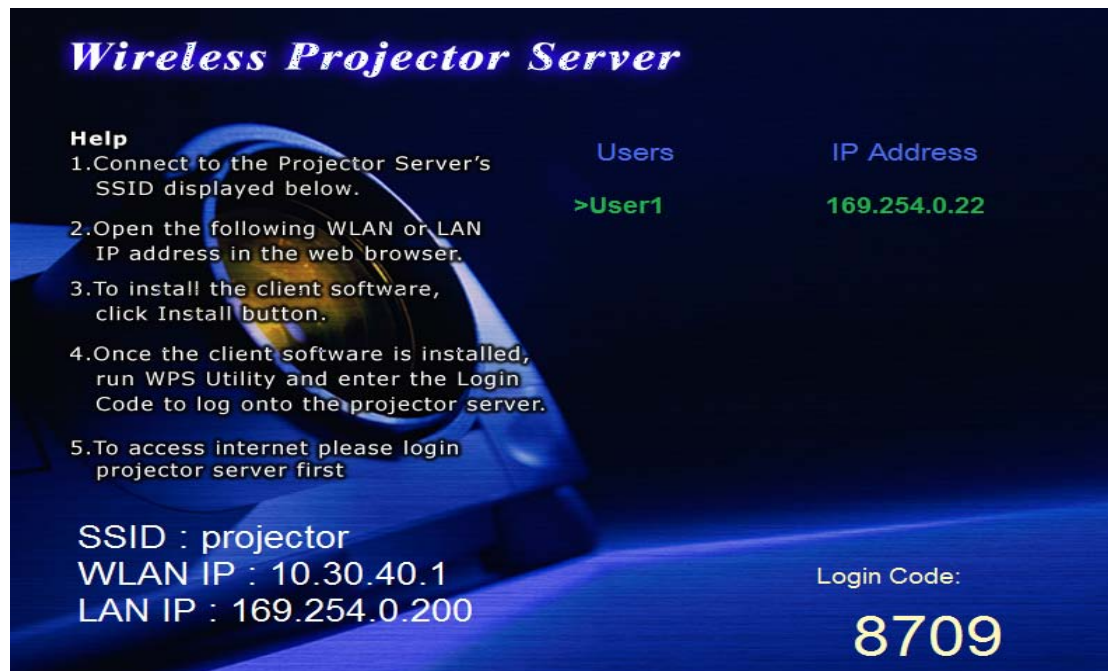 Wireless Projector Server
Help
1.Connect to the Projector Server's
SSID displayed below.
2.Open the following WLAN or LAN
IP address in the web browser.
3.To install the client software,
click Install button.
4.Once the client software is installed,
run WPS Utility and enter the Login
Code to log onto the projector server.
5.To access internet please login
projector server first
Users IP Address
>User1 169.254.0.22
SSID : projector
WLAN IP : 10.30.40.1
LAN IP : 169.254.0.200
Login Code:
8709